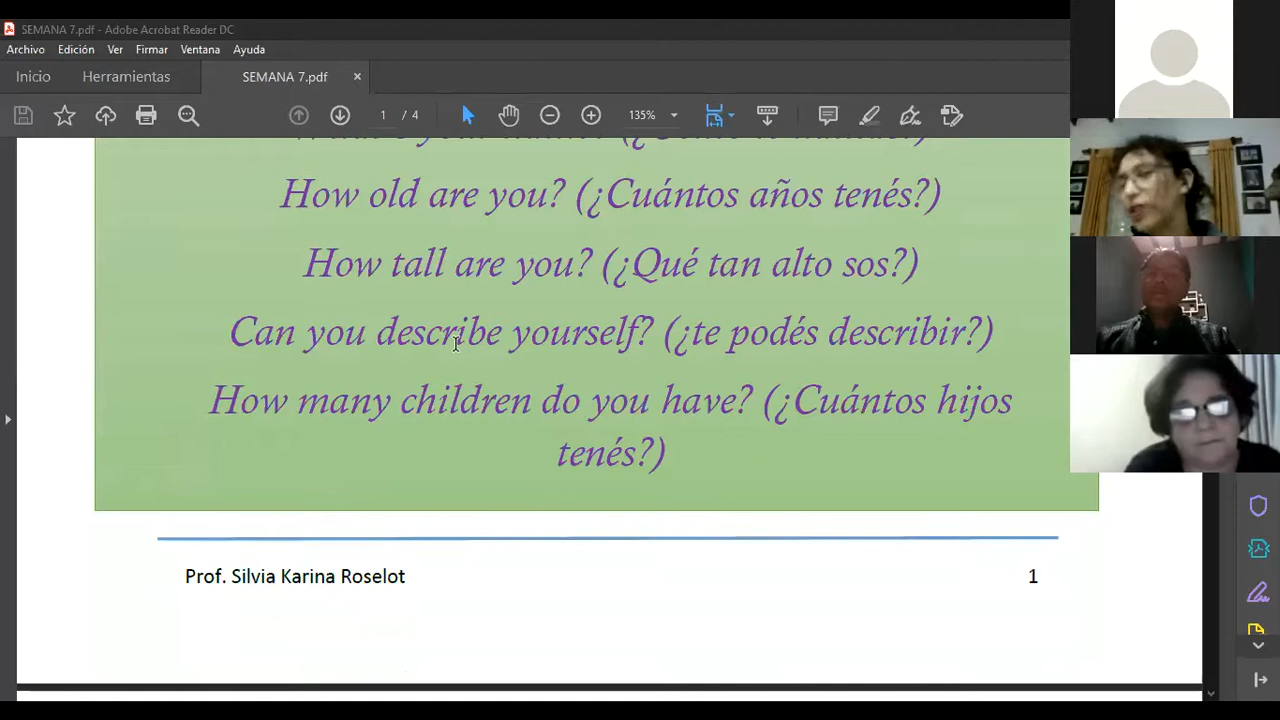 SEMANA 7.pdf - Adobe Acrobat Reader DC
Archivo Edición Ver Firmar Ventana Ayuda
Inicio Herramientas SEMANA 7.pdf ×
1 / 4 135%
How old are you? (¿Cuántos años tenés?)
How tall are you? (¿Qué tan alto sos?)
Can you describe yourself? (¿te podés describir?)
How many children do you have? (¿Cuántos hijos
tenés?)
Prof. Silvia Karina Roselot 1